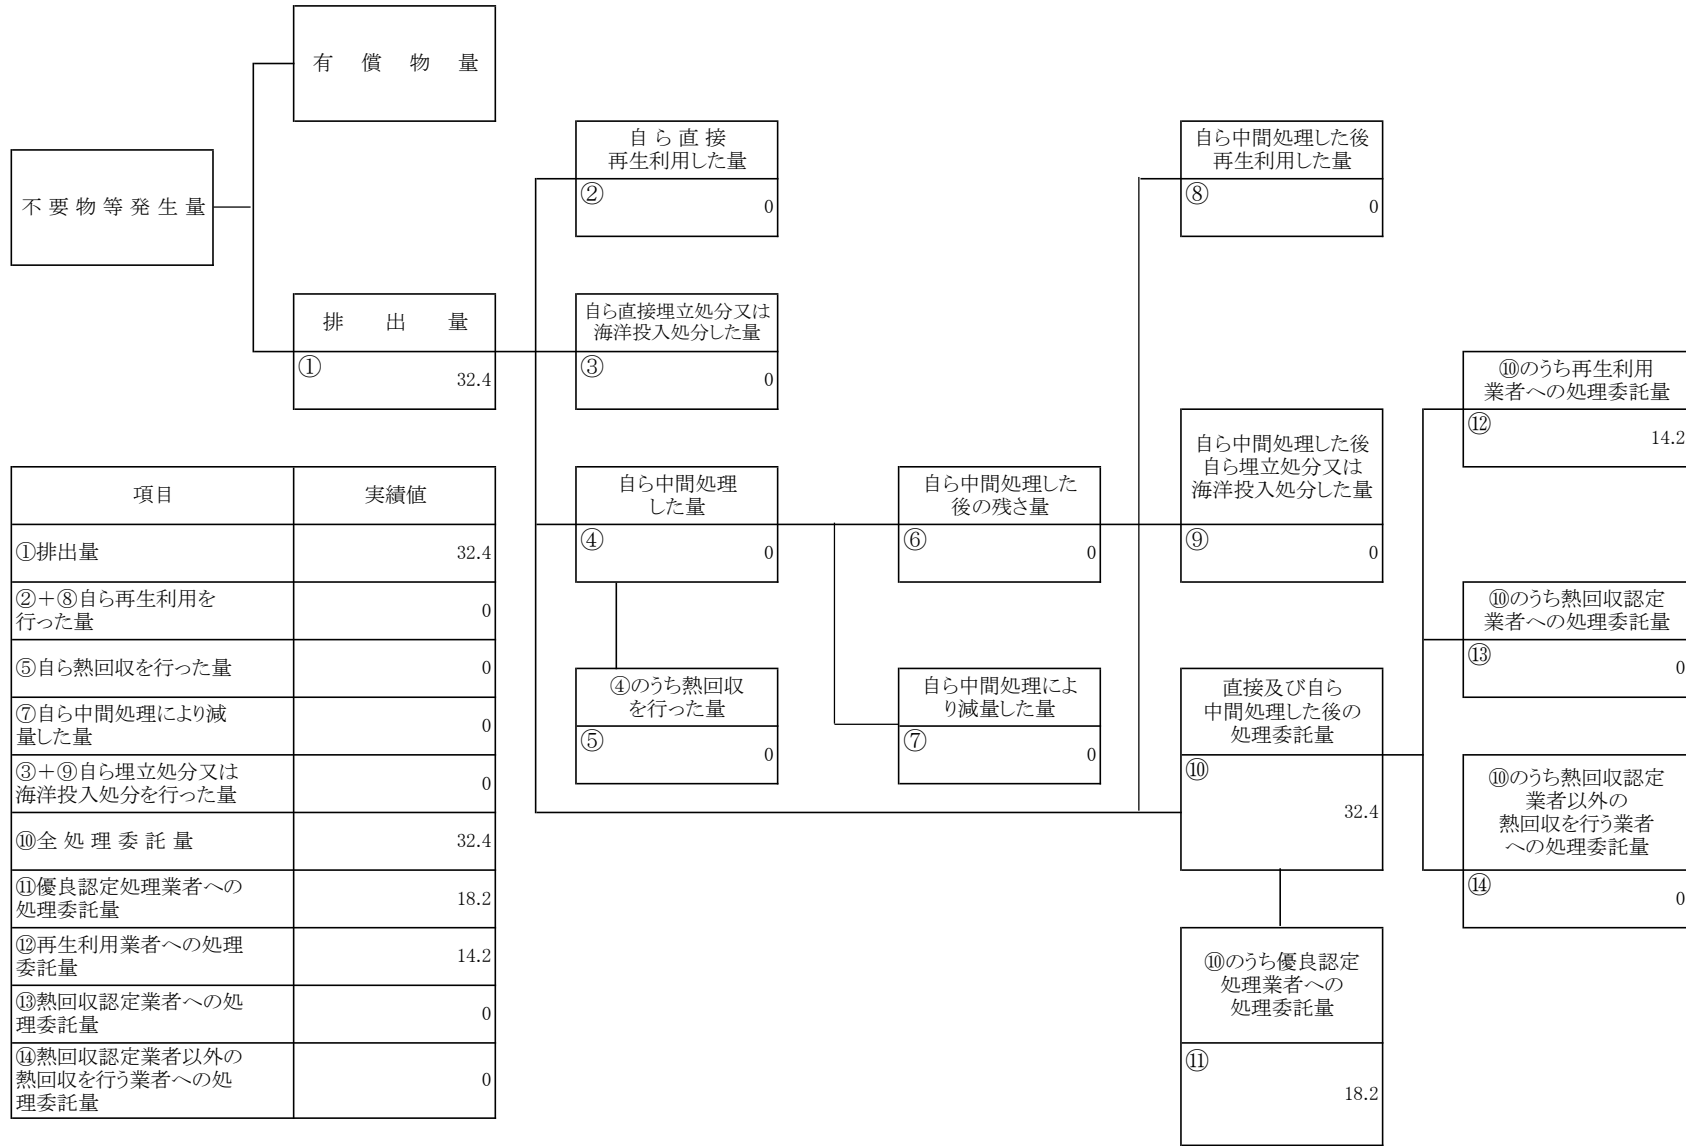 有 償 物 量
不 要 物 等 発 生 量
自 ら 直 接
再生利用した量
②
0
自ら中間処理した後
再生利用した量
⑧
0
排 出 量
①
32.4
自ら直接埋立処分又は
海洋投入処分した量
③
0
⑩のうち再生利用
業者への処理委託量
⑫
14.2
自ら中間処理
した量
④
0
自ら中間処理した
後の残さ量
⑥
0
自ら中間処理した後
自ら埋立処分又は
海洋投入処分した量
⑨
0
⑩のうち熱回収認定
業者への処理委託量
⑬
0
④のうち熱回収
を行った量
⑤
0
自ら中間処理によ
り減量した量
⑦
0
直接及び自ら
中間処理した後の
処理委託量
⑩
32.4
⑩のうち熱回収認定
業者以外の
熱回収を行う業者
への処理委託量
⑭
0
⑩のうち優良認定
処理業者への
処理委託量
⑪
18.2
項目 実績値
①排出量 32.4
②+⑧自ら再生利用を
行った量
0
⑤自ら熱回収を行った量 0
⑦自ら中間処理により減
量した量
0
③+⑨自ら埋立処分又は
海洋投入処分を行った量
0
⑩全 処 理 委 託 量 32.4
⑪優良認定処理業者への
処理委託量
18.2
⑫再生利用業者への処理
委託量
14.2
⑬熱回収認定業者への処
理委託量
0
⑭熱回収認定業者以外の
熱回収を行う業者への処
理委託量
0